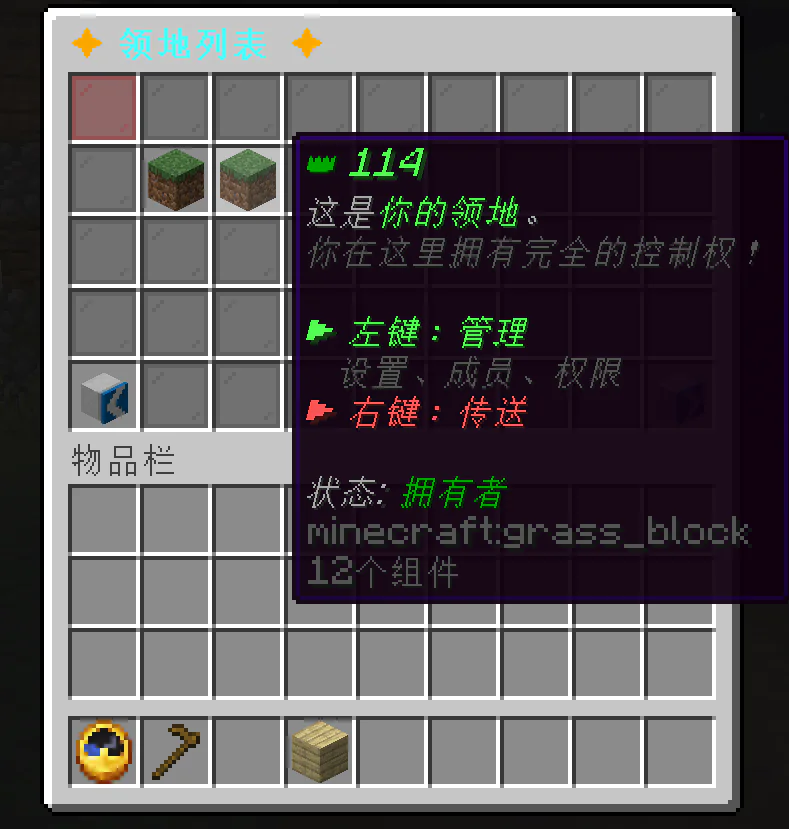 领地列表
114
这是你的领地。
你在这里拥有完全的控制权！
左键：管理
设置、成员、权限
右键：传送
物品栏
状态: 拥有者
minecraft:grass_block
12个组件